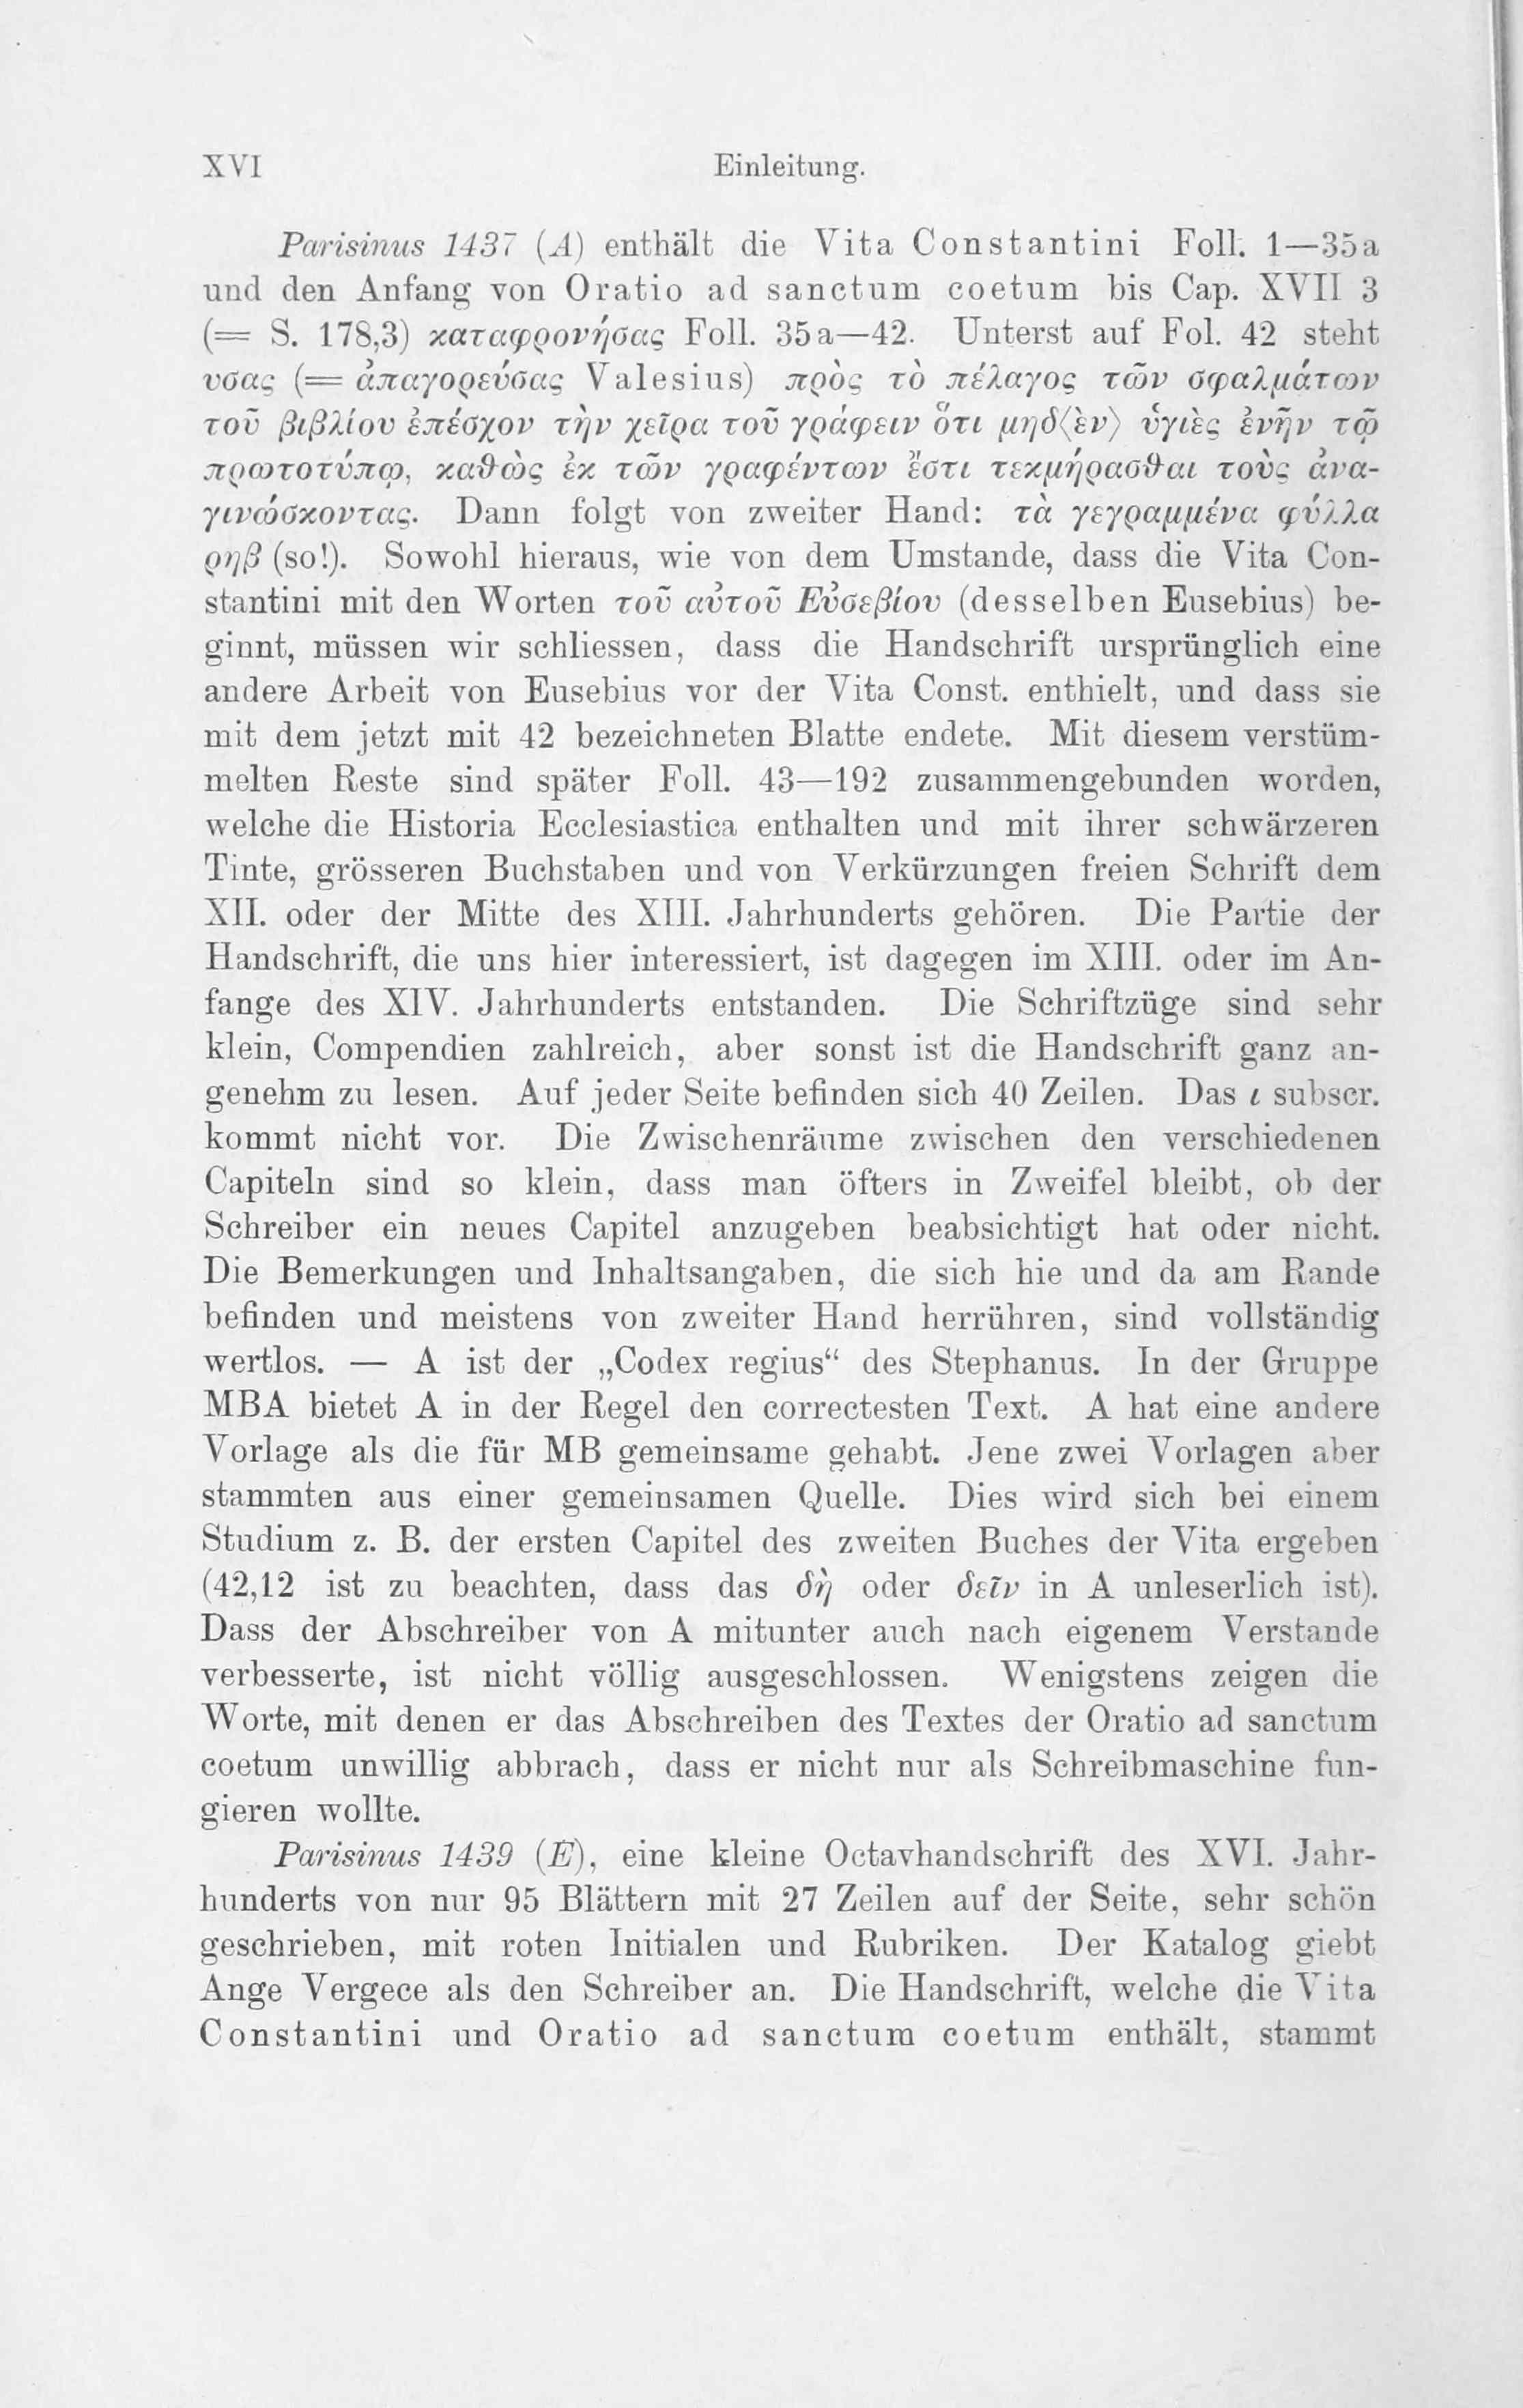 XVI Einleitung.
Parisinus 1437 (A) enthält die Vita Constantini Foll. 1—35a
und den Anfang von Oratio ad sanctum coetum bis Cap. XVII 3
(= S. 178,3) καταφρονήσας Foll. 35a—42. Unterst auf Fol. 42 steht
υσας (= ἀπαγορεύσας Valesius) πρὸς τὸ πέλαγος τῶν σφαλμάτων
τοῦ βιβλίου ἐπέσχον τὴν χεῖρα τοῦ γράφειν ὅτι μηδ⟨ὲν⟩ ὑγιὲς ἐνῆν τῷ
πρωτοτύπῳ, καθὼς ἐκ τῶν γραφέντων ἔστι τεκμήρασθαι τοὺς ἀνα-
γινώσκοντας. Dann folgt von zweiter Hand: τὰ γεγραμμένα φύλλα
ρηβ (so!). Sowohl hieraus, wie von dem Umstande, dass die Vita Con-
stantini mit den Worten τοῦ αὐτοῦ Εὐσεβίου (desselben Eusebius) be-
ginnt, müssen wir schliessen, dass die Handschrift ursprünglich eine
andere Arbeit von Eusebius vor der Vita Const. enthielt, und dass sie
mit dem jetzt mit 42 bezeichneten Blatte endete. Mit diesem verstüm-
melten Reste sind später Foll. 43—192 zusammengebunden worden,
welche die Historia Ecclesiastica enthalten und mit ihrer schwärzeren
Tinte, grösseren Buchstaben und von Verkürzungen freien Schrift dem
XII. oder der Mitte des XIII. Jahrhunderts gehören. Die Partie der
Handschrift, die uns hier interessiert, ist dagegen im XIII. oder im An-
fange des XIV. Jahrhunderts entstanden. Die Schriftzüge sind sehr
klein, Compendien zahlreich, aber sonst ist die Handschrift ganz an-
genehm zu lesen. Auf jeder Seite befinden sich 40 Zeilen. Das ι subscr.
kommt nicht vor. Die Zwischenräume zwischen den verschiedenen
Capiteln sind so klein, dass man öfters in Zweifel bleibt, ob der
Schreiber ein neues Capitel anzugeben beabsichtigt hat oder nicht.
Die Bemerkungen und Inhaltsangaben, die sich hie und da am Rande
befinden und meistens von zweiter Hand herrühren, sind vollständig
wertlos. — A ist der „Codex regius“ des Stephanus. In der Gruppe
MBA bietet A in der Regel den correctesten Text. A hat eine andere
Vorlage als die für MB gemeinsame gehabt. Jene zwei Vorlagen aber
stammten aus einer gemeinsamen Quelle. Dies wird sich bei einem
Studium z. B. der ersten Capitel des zweiten Buches der Vita ergeben
(42,12 ist zu beachten, dass das δὴ oder δεῖν in A unleserlich ist).
Dass der Abschreiber von A mitunter auch nach eigenem Verstande
verbesserte, ist nicht völlig ausgeschlossen. Wenigstens zeigen die
Worte, mit denen er das Abschreiben des Textes der Oratio ad sanctum
coetum unwillig abbrach, dass er nicht nur als Schreibmaschine fun-
gieren wollte.
Parisinus 1439 (E), eine kleine Octavhandschrift des XVI. Jahr-
hunderts von nur 95 Blättern mit 27 Zeilen auf der Seite, sehr schön
geschrieben, mit roten Initialen und Rubriken. Der Katalog giebt
Ange Vergece als den Schreiber an. Die Handschrift, welche die Vita
Constantini und Oratio ad sanctum coetum enthält, stammt